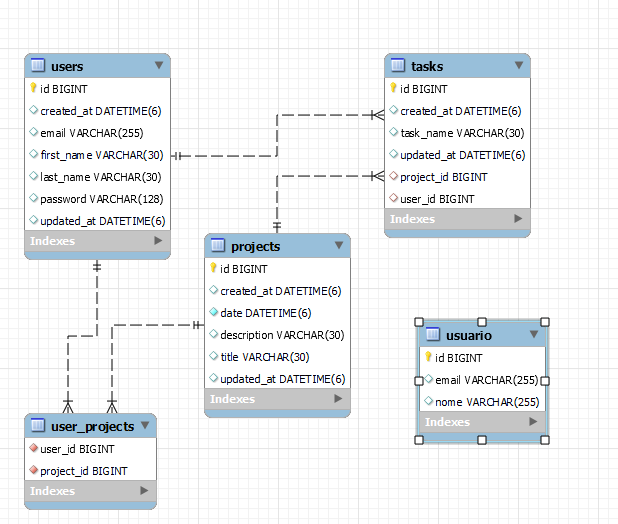 users
id BIGINT
created_at DATETIME(6)
email VARCHAR(255)
first_name VARCHAR(30)
last_name VARCHAR(30)
password VARCHAR(128)
updated_at DATETIME(6)
Indexes
tasks
id BIGINT
created_at DATETIME(6)
task_name VARCHAR(30)
updated_at DATETIME(6)
project_id BIGINT
user_id BIGINT
Indexes
projects
id BIGINT
created_at DATETIME(6)
date DATETIME(6)
description VARCHAR(30)
title VARCHAR(30)
updated_at DATETIME(6)
Indexes
usuario
id BIGINT
email VARCHAR(255)
nome VARCHAR(255)
Indexes
user_projects
user_id BIGINT
project_id BIGINT
Indexes